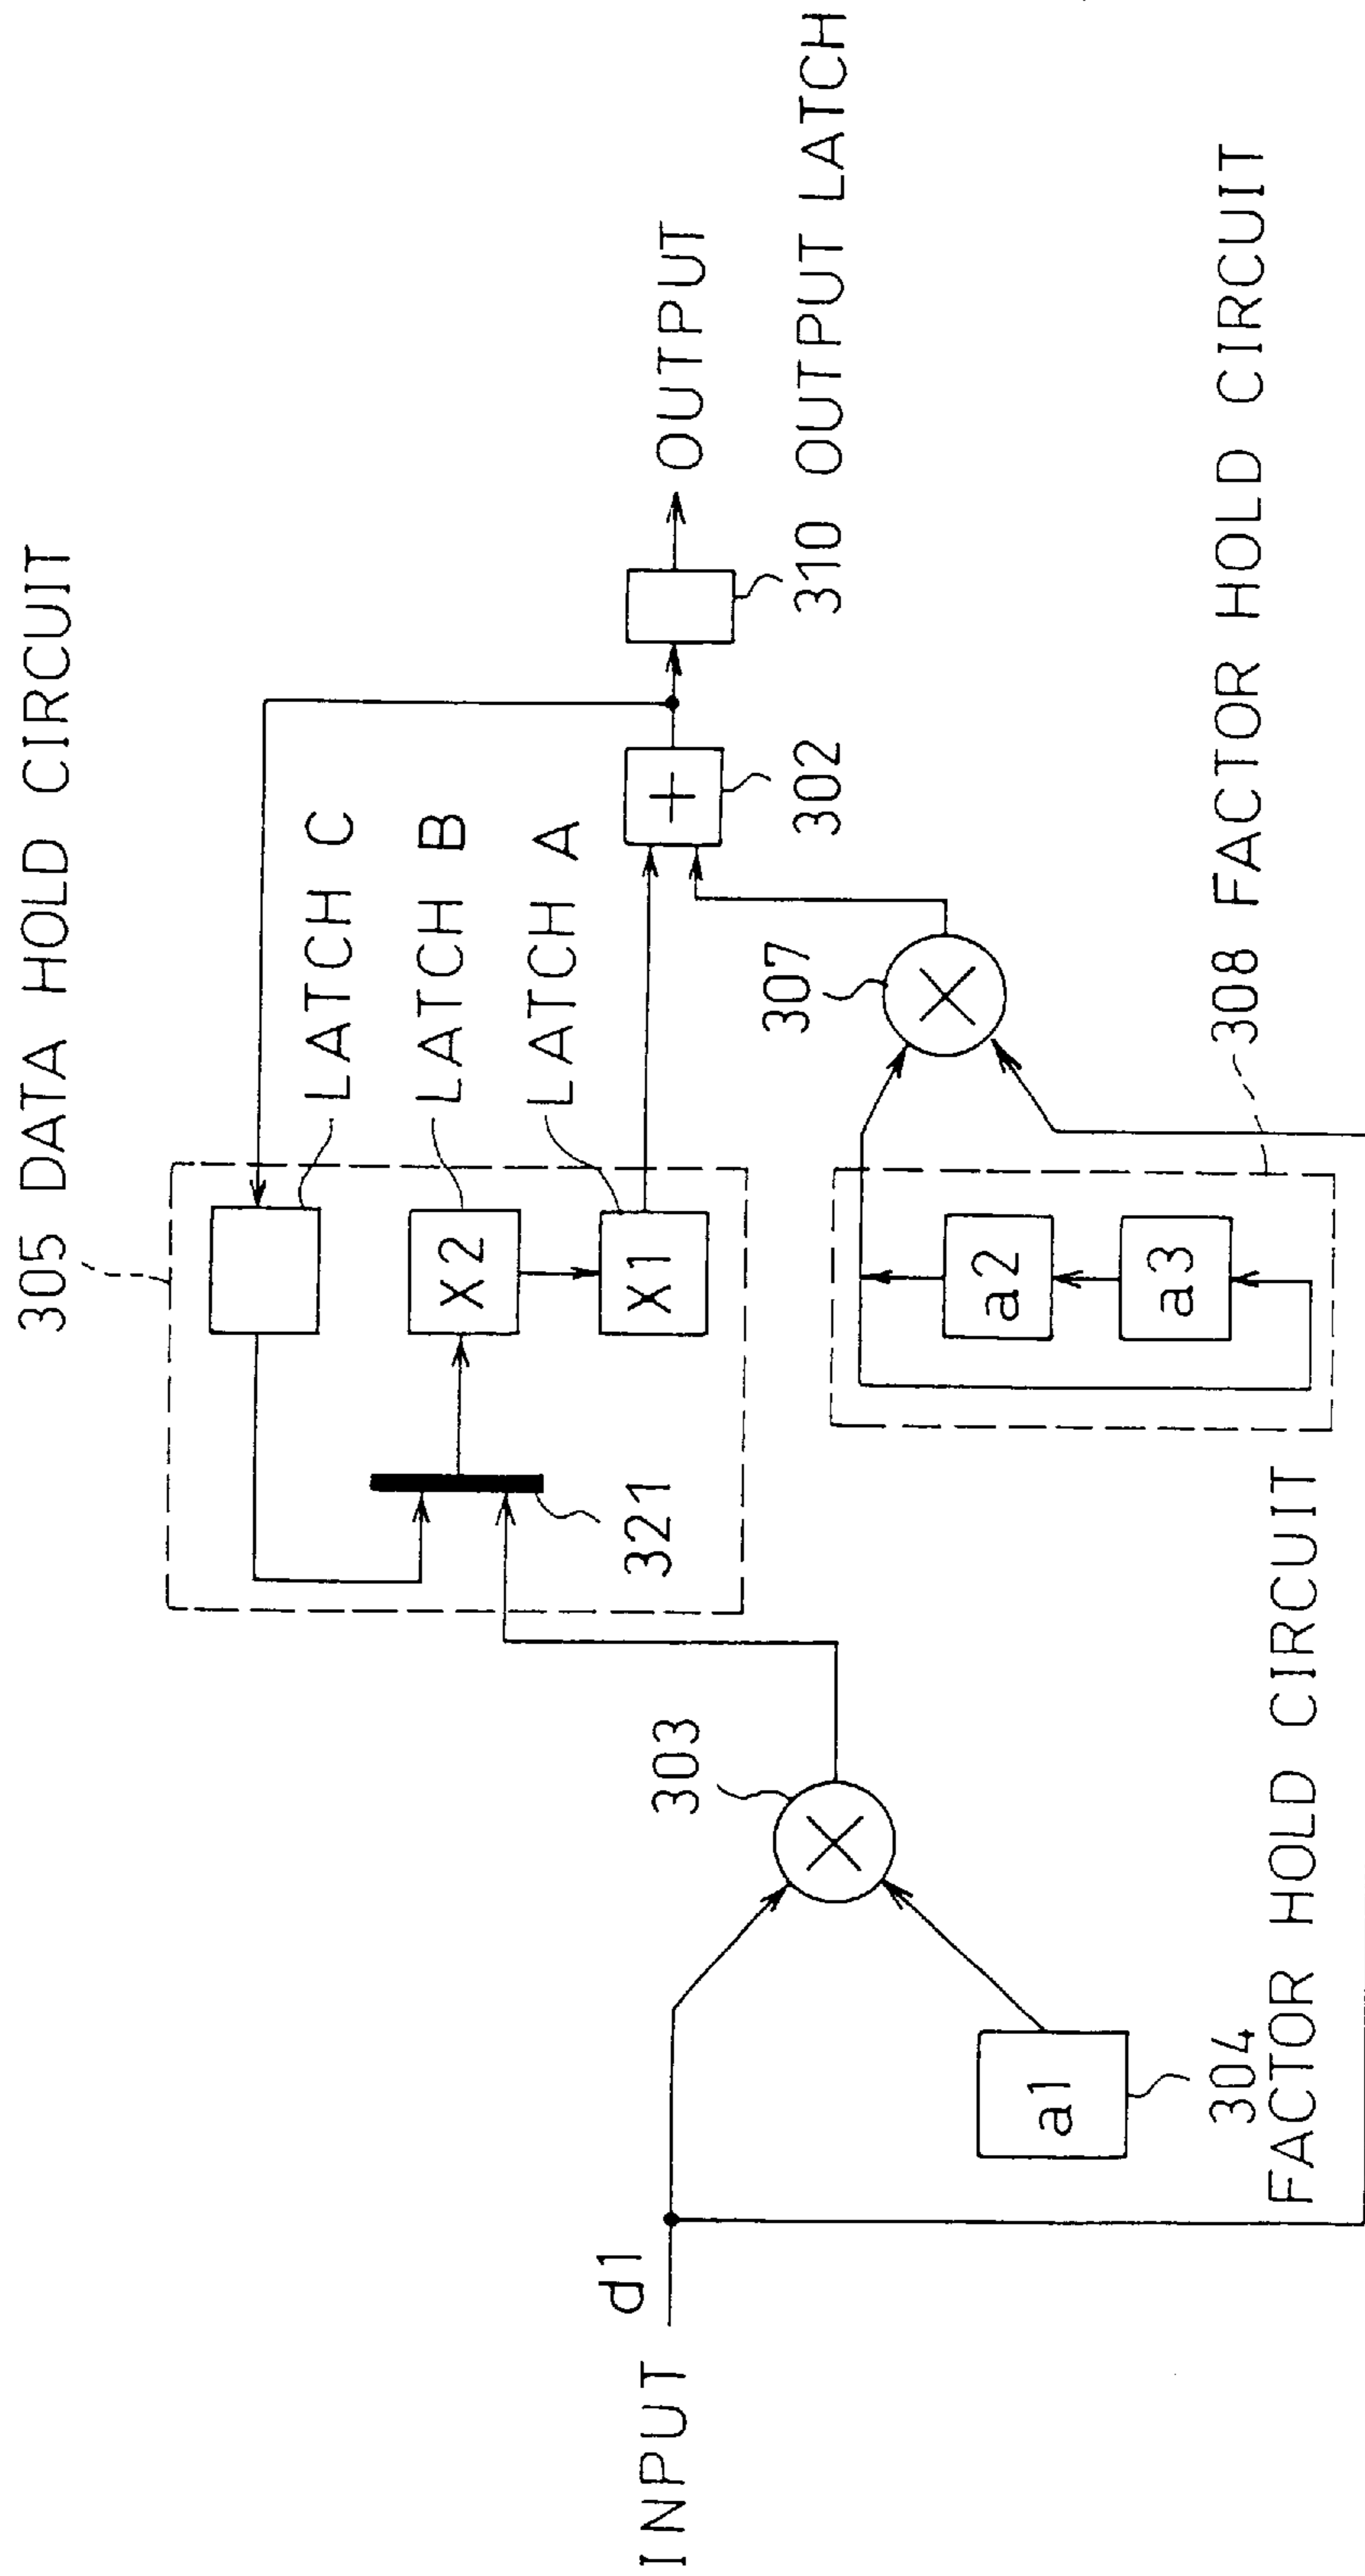 305 DATA HOLD CIRCUIT
LATCH C
LATCH B
LATCH A
X2
X1
321
INPUT
d1
303
a1
304
FACTOR HOLD CIRCUIT
+
302
OUTPUT
310 OUTPUT LATCH
307
a2
a3
308 FACTOR HOLD CIRCUIT